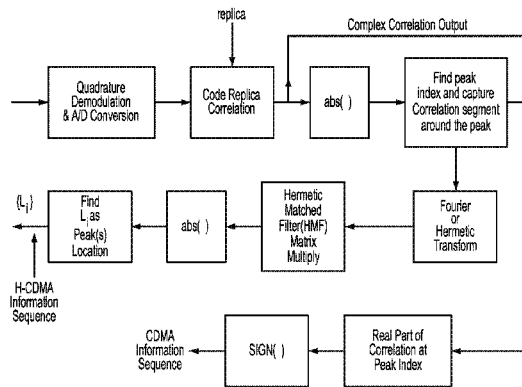 replica
Complex Correlation Output
Quadrature
Demodulation
& A/D Conversion
Code Replica
Correlation
abs( )
Find peak
index and capture
Correlation segment
around the peak
{Li}
Find
Li as
Peak(s)
Location
abs( )
Hermetic
Matched
Filter(HMF)
Matrix
Multiply
Fourier
or
Hermetic
Transform
H-CDMA
Information
Sequence
CDMA
Information
Sequence
SIGN( )
Real Part of
Correlation at
Peak Index